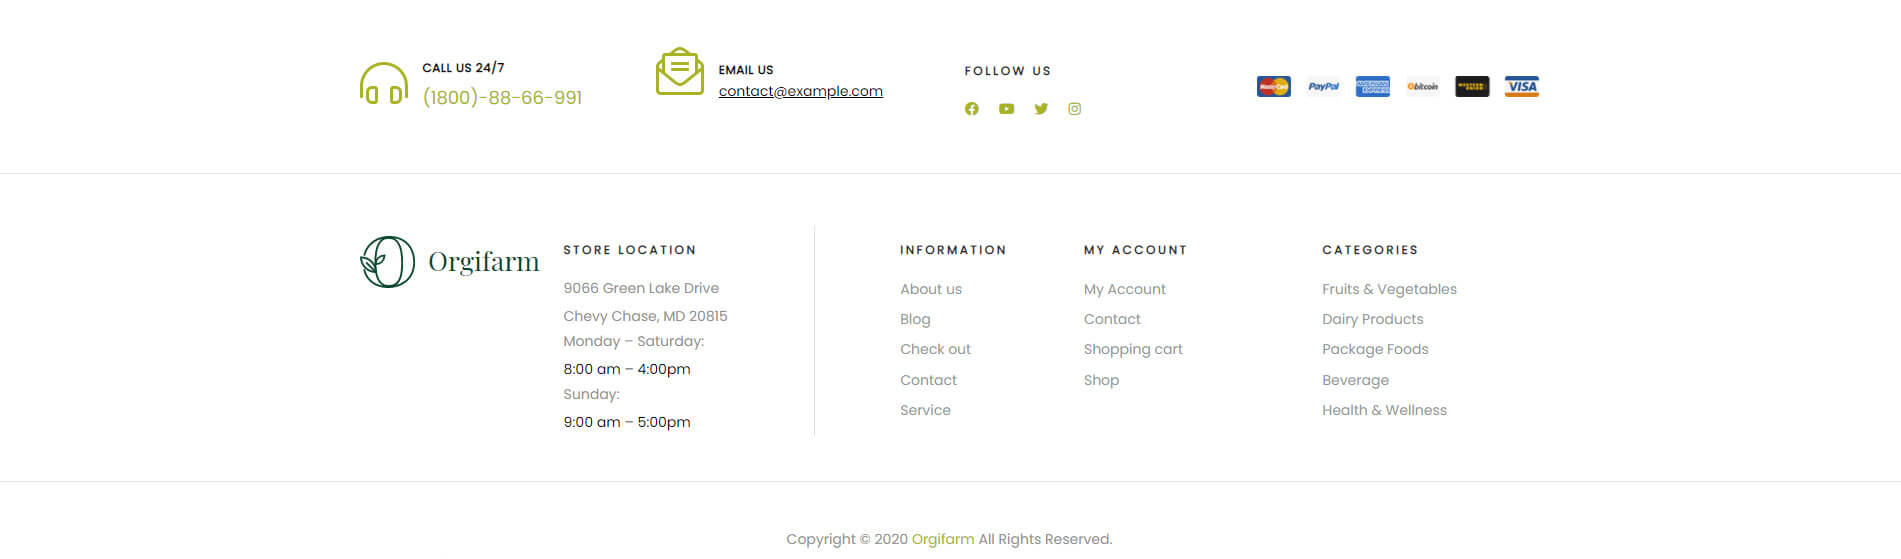 CALL US 24/7
(1800)-88-66-991
EMAIL US
contact@example.com
FOLLOW US
MasterCard
PayPal
AMERICAN EXPRESS
bitcoin
WESTERN UNION
VISA
Orgifarm
STORE LOCATION
9066 Green Lake Drive
Chevy Chase, MD 20815
Monday – Saturday:
8:00 am – 4:00pm
Sunday:
9:00 am – 5:00pm
INFORMATION
About us
Blog
Check out
Contact
Service
MY ACCOUNT
My Account
Contact
Shopping cart
Shop
CATEGORIES
Fruits & Vegetables
Dairy Products
Package Foods
Beverage
Health & Wellness
Copyright © 2020 Orgifarm All Rights Reserved.